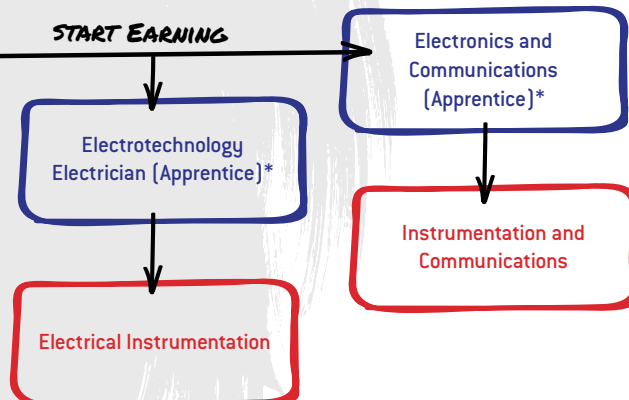 START EARNING
Electronics and
Communications
(Apprentice)*
Electrotechnology
Electrician (Apprentice)*
Instrumentation and
Communications
Electrical Instrumentation